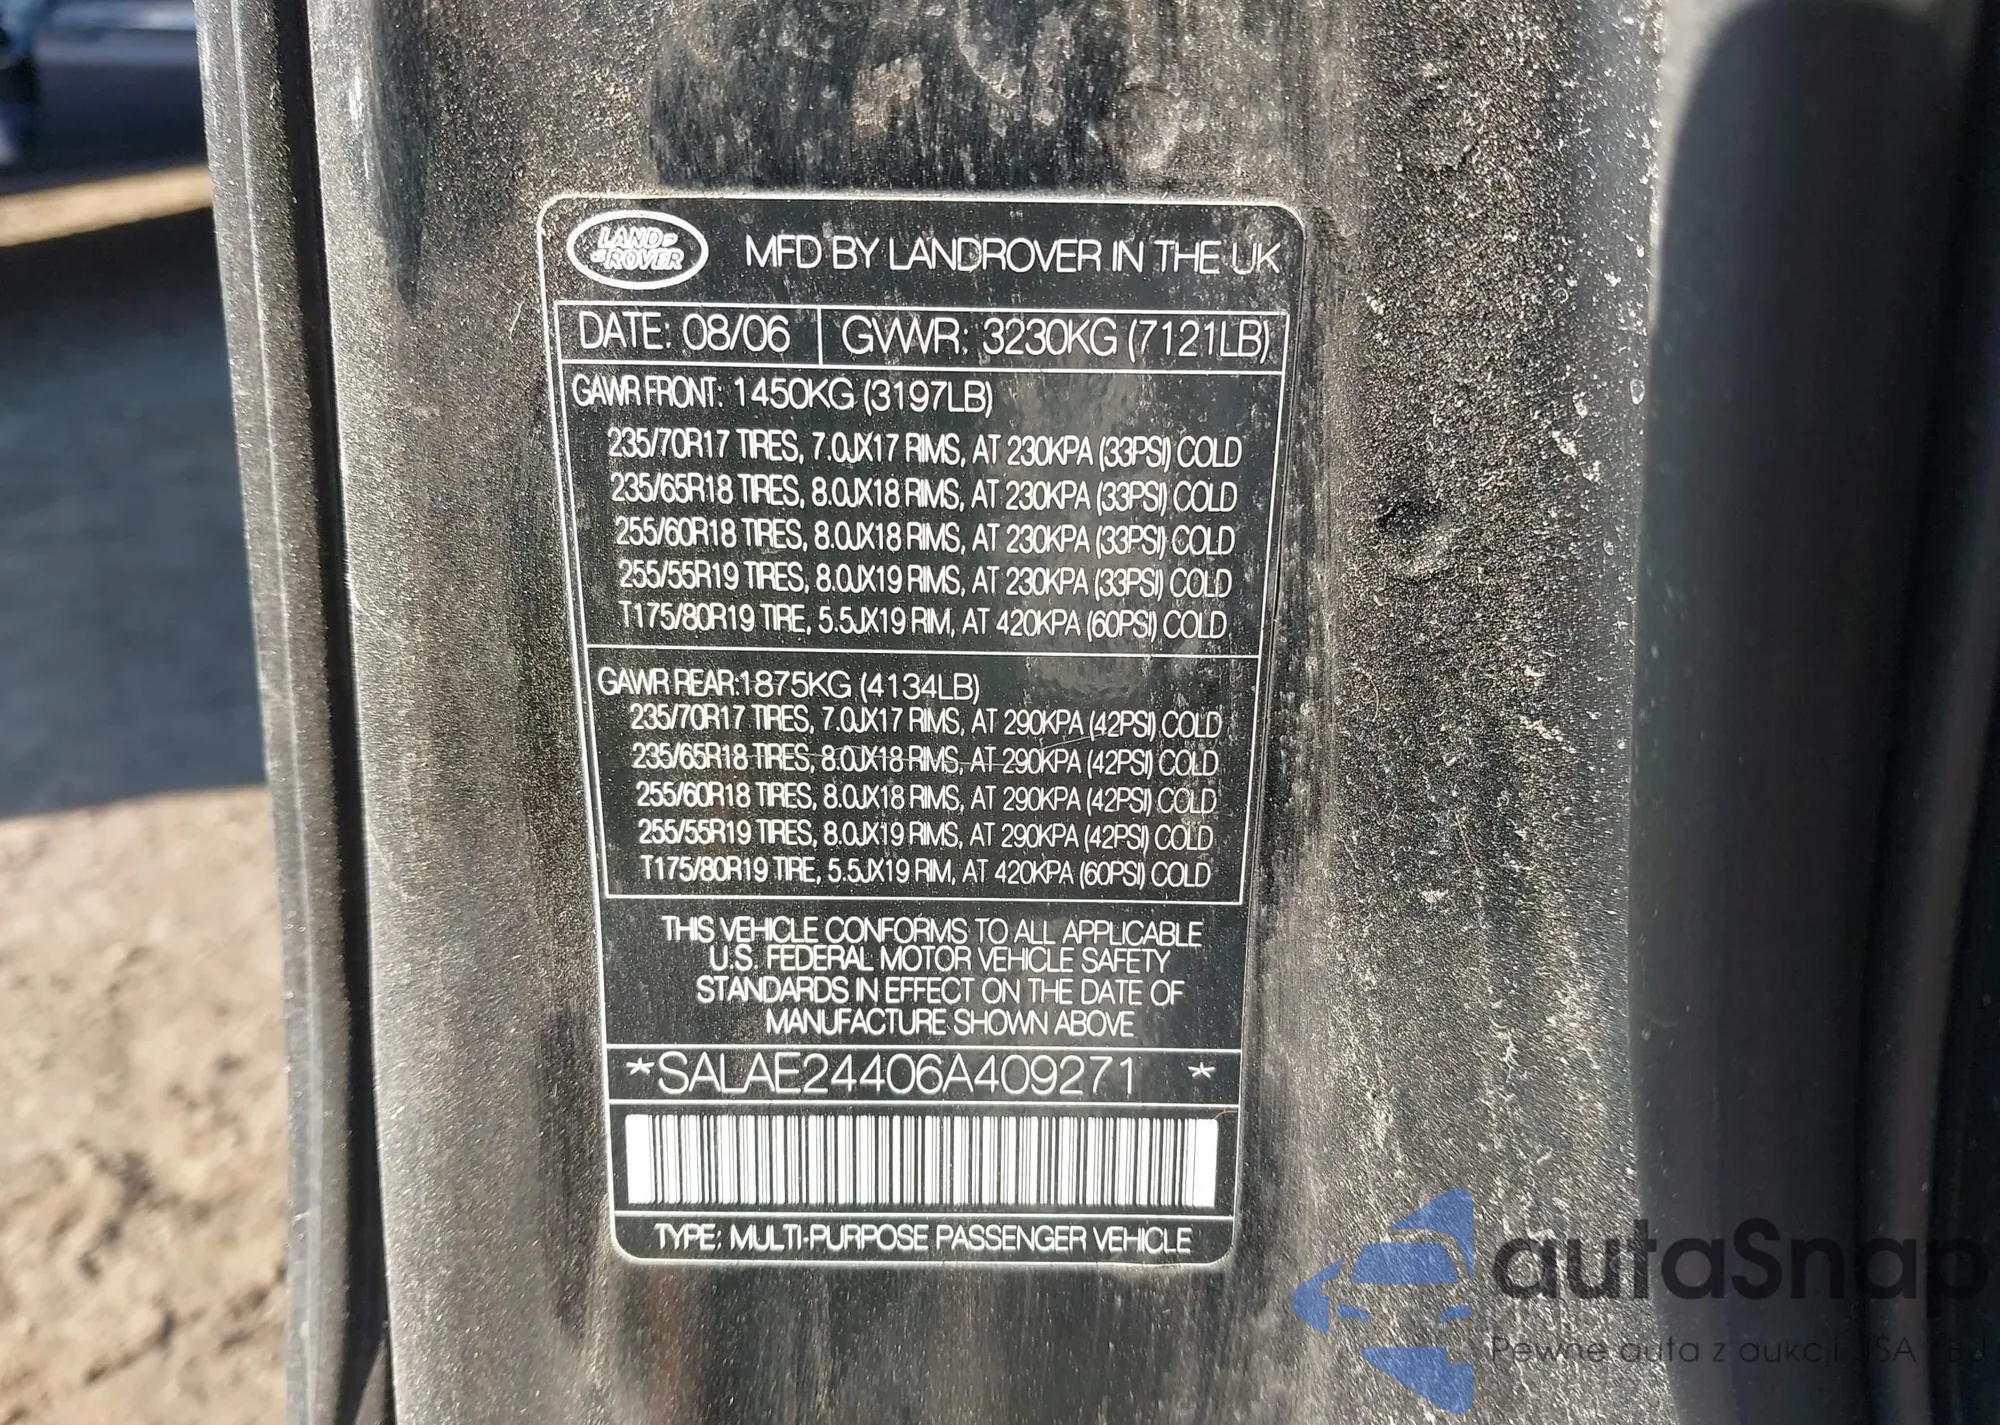 LAND ROVER
MFD BY LANDROVER IN THE UK
DATE: 08/06 GVWR: 3230KG (7121LB)
GAWR FRONT: 1450KG (3197LB)
235/70R17 TIRES, 7.0JX17 RIMS, AT 230KPA (33PSI) COLD
235/65R18 TIRES, 8.0JX18 RIMS, AT 230KPA (33PSI) COLD
255/60R18 TIRES, 8.0JX18 RIMS, AT 230KPA (33PSI) COLD
255/55R19 TIRES, 8.0JX19 RIMS, AT 230KPA (33PSI) COLD
T175/80R19 TIRE, 5.5JX19 RIM, AT 420KPA (60PSI) COLD
GAWR REAR:1875KG (4134LB)
235/70R17 TIRES, 7.0JX17 RIMS, AT 290KPA (42PSI) COLD
235/65R18 TIRES, 8.0JX18 RIMS, AT 290KPA (42PSI) COLD
255/60R18 TIRES, 8.0JX18 RIMS, AT 290KPA (42PSI) COLD
255/55R19 TIRES, 8.0JX19 RIMS, AT 290KPA (42PSI) COLD
T175/80R19 TIRE, 5.5JX19 RIM, AT 420KPA (60PSI) COLD
THIS VEHICLE CONFORMS TO ALL APPLICABLE
U.S. FEDERAL MOTOR VEHICLE SAFETY
STANDARDS IN EFFECT ON THE DATE OF
MANUFACTURE SHOWN ABOVE
*SALAE24406A409271 *
TYPE: MULTI-PURPOSE PASSENGER VEHICLE
autaSnap
Pewne auta z aukcji